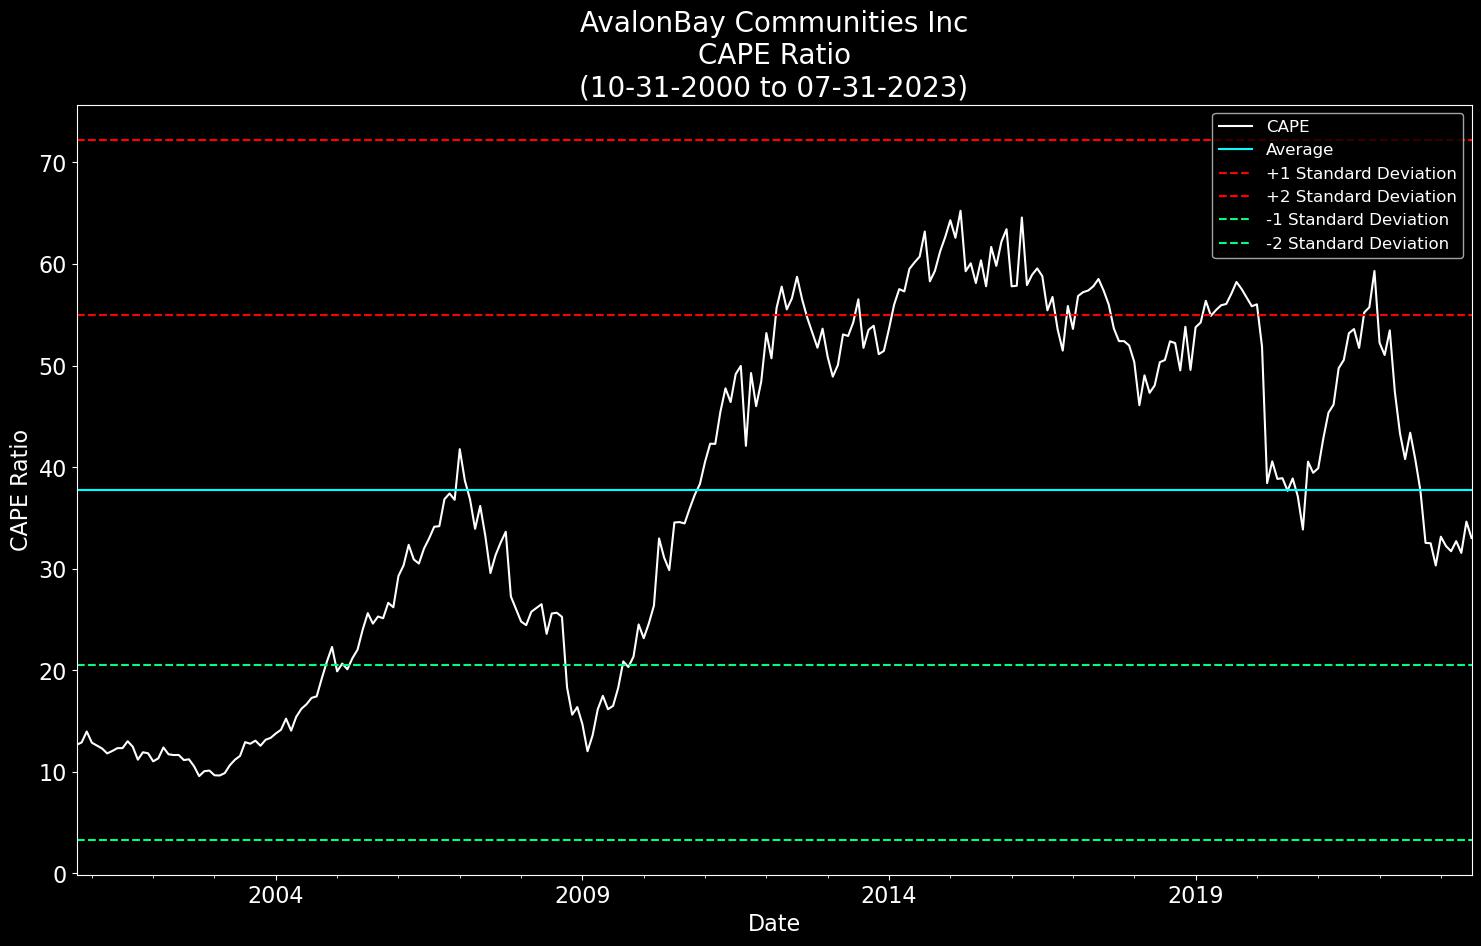 AvalonBay Communities Inc
CAPE Ratio
(10-31-2000 to 07-31-2023)
CAPE
Average
+1 Standard Deviation
+2 Standard Deviation
-1 Standard Deviation
-2 Standard Deviation
CAPE Ratio
70
60
50
40
30
20
10
0
2004
2009
2014
2019
Date